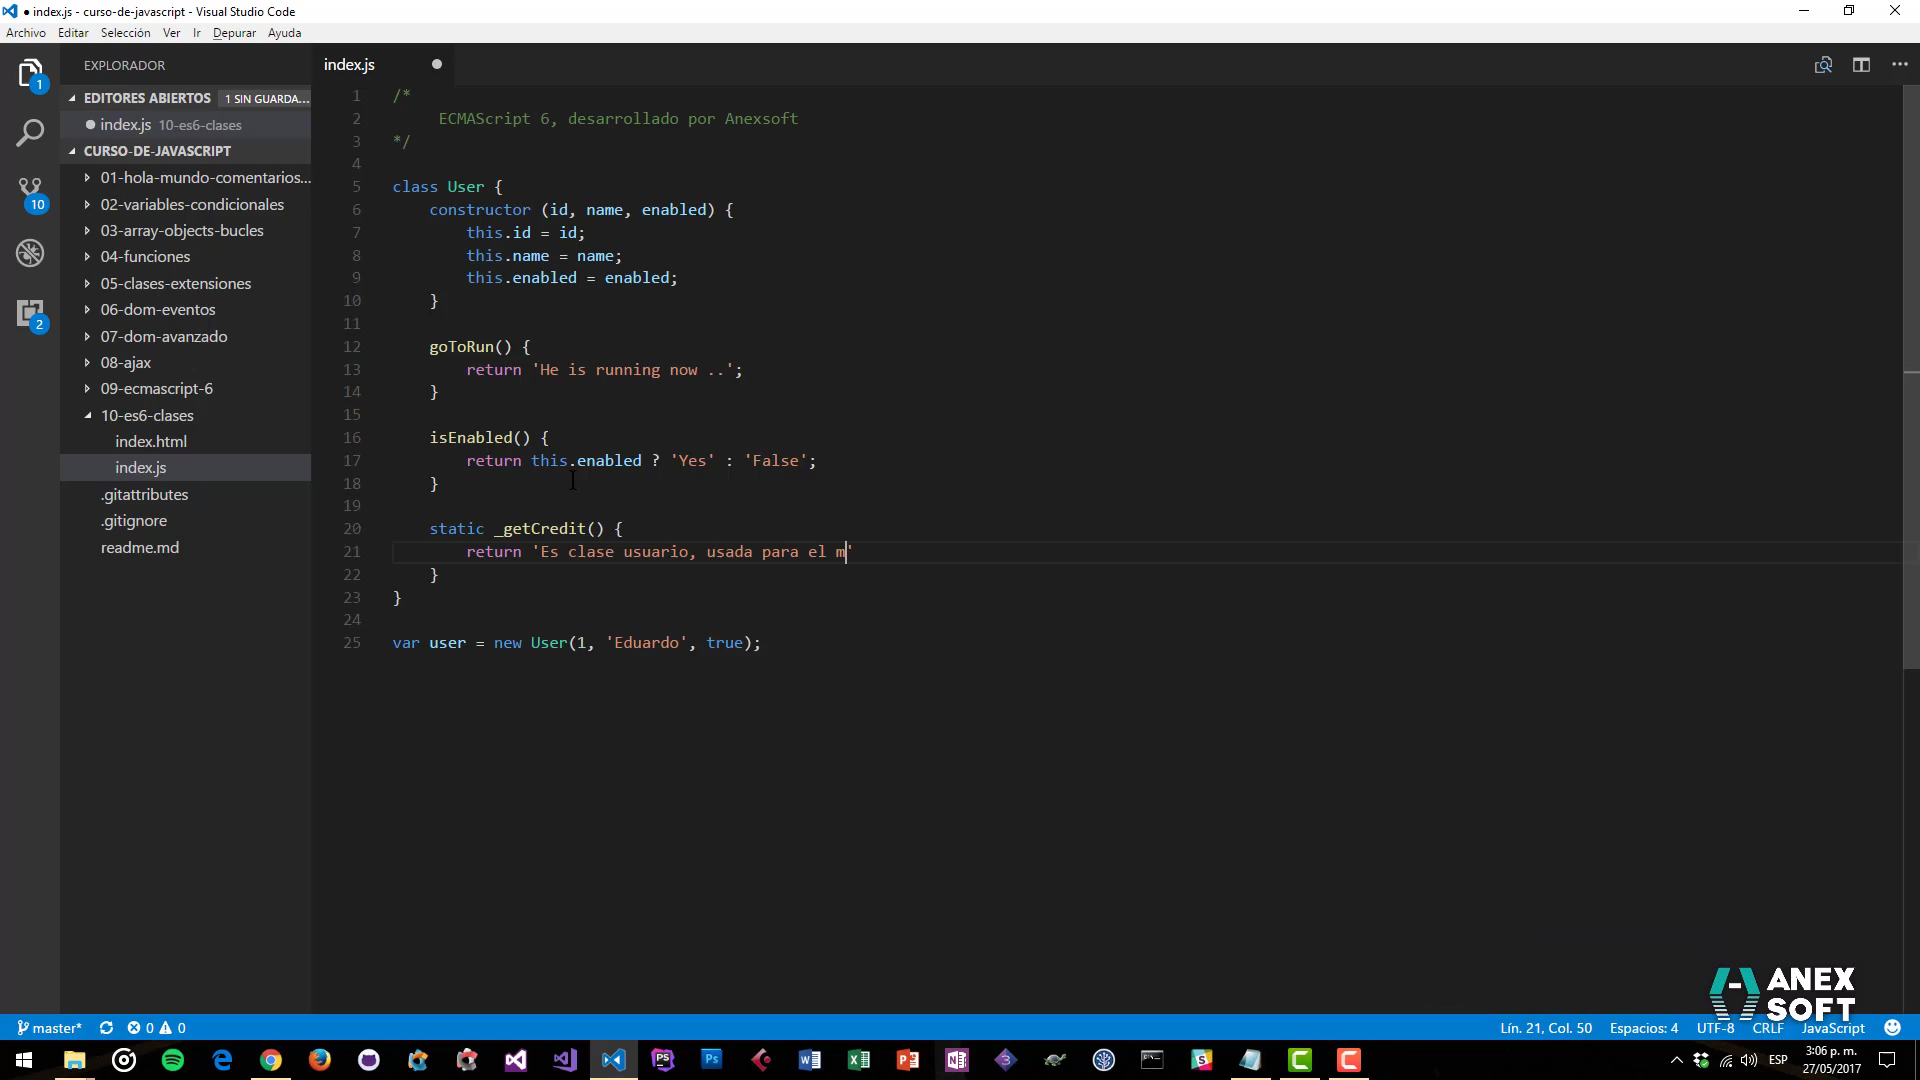 index.js - curso-de-javascript - Visual Studio Code
Archivo Editar Selección Ver Ir Depurar Ayuda
EXPLORADOR
index.js
EDITORES ABIERTOS 1 SIN GUARDA...
index.js 10-es6-clases
CURSO-DE-JAVASCRIPT
01-hola-mundo-comentarios...
02-variables-condicionales
03-array-objects-bucles
04-funciones
05-clases-extensiones
06-dom-eventos
07-dom-avanzado
08-ajax
09-ecmascript-6
10-es6-clases
index.html
index.js
.gitattributes
.gitignore
readme.md
1
10
2
1 /*
2 ECMAScript 6, desarrollado por Anexsoft
3 */
4
5 class User {
6 constructor (id, name, enabled) {
7 this.id = id;
8 this.name = name;
9 this.enabled = enabled;
10 }
11
12 goToRun() {
13 return 'He is running now ..';
14 }
15
16 isEnabled() {
17 return this.enabled ? 'Yes' : 'False';
18 }
19
20 static _getCredit() {
21 return 'Es clase usuario, usada para el m'
22 }
23 }
24
25 var user = new User(1, 'Eduardo', true);
ANEX
SOFT
master* 0 0 Lín. 21, Col. 50 Espacios: 4 UTF-8 CRLF JavaScript
ESP 3:06 p. m.
27/05/2017